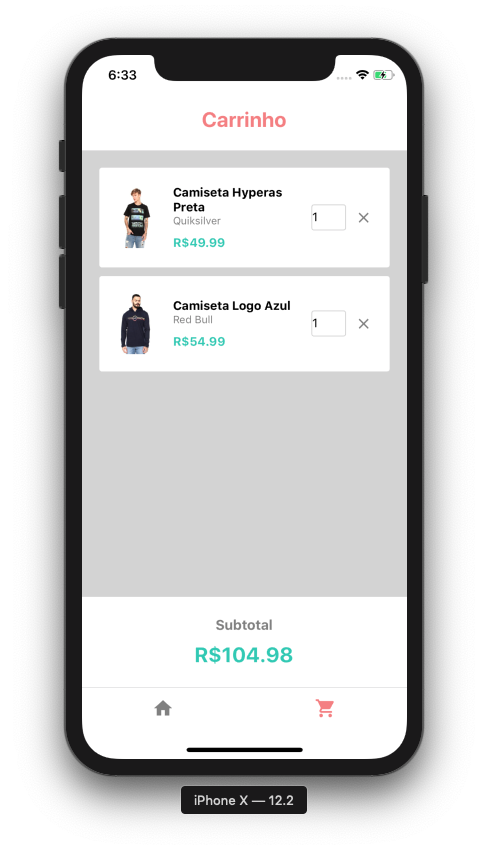 6:33
Carrinho
Camiseta Hyperas
Preta
Quiksilver
R$49.99
1
Camiseta Logo Azul
Red Bull
R$54.99
1
Subtotal
R$104.98
iPhone X — 12.2